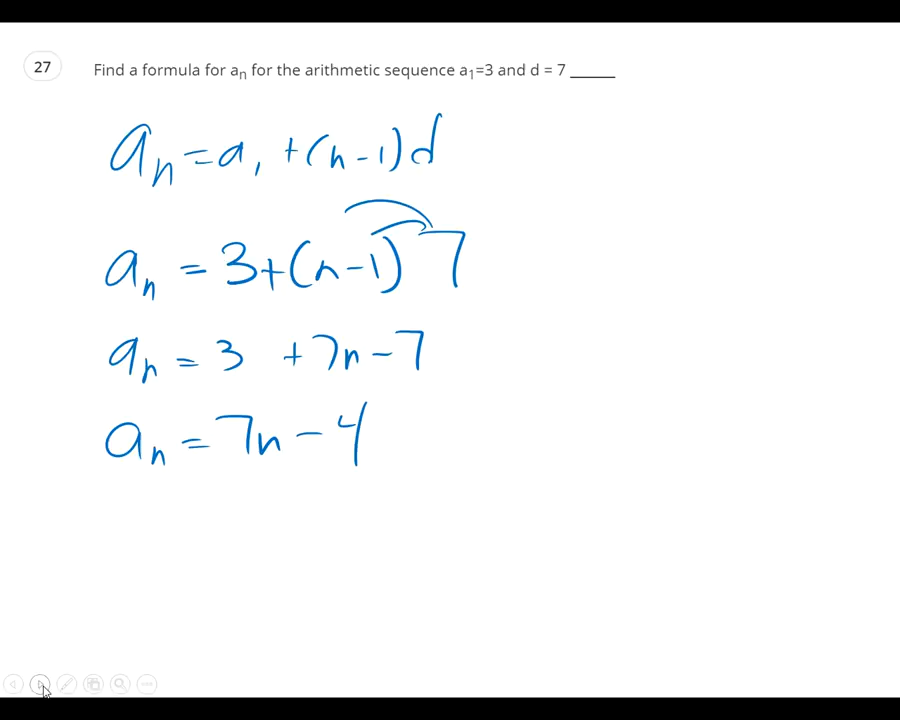 27 Find a formula for aₙ for the arithmetic sequence a₁=3 and d = 7 _____
aₙ = a₁ + (n-1)d
aₙ = 3+(n-1) 7
aₙ = 3 +7n-7
aₙ = 7n-4